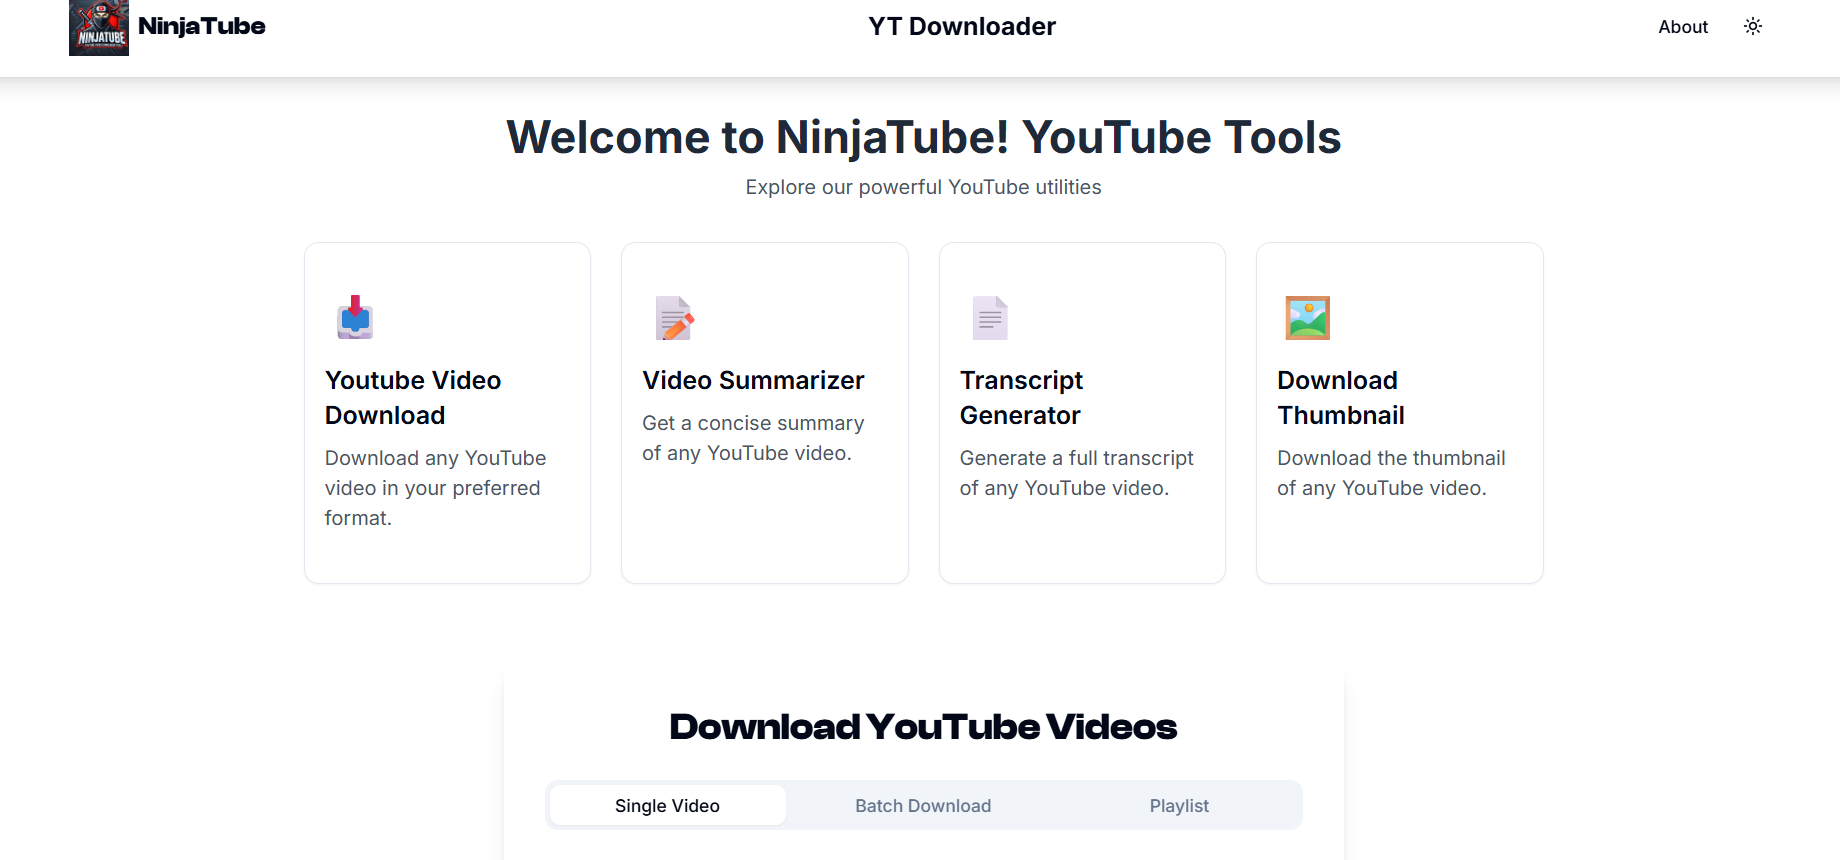 NINJATUBE
NinjaTube
YT Downloader
About
Welcome to NinjaTube! YouTube Tools
Explore our powerful YouTube utilities
Youtube Video
Download
Download any YouTube
video in your preferred
format.
Video Summarizer
Get a concise summary
of any YouTube video.
Transcript
Generator
Generate a full transcript
of any YouTube video.
Download
Thumbnail
Download the thumbnail
of any YouTube video.
Download YouTube Videos
Single Video
Batch Download
Playlist